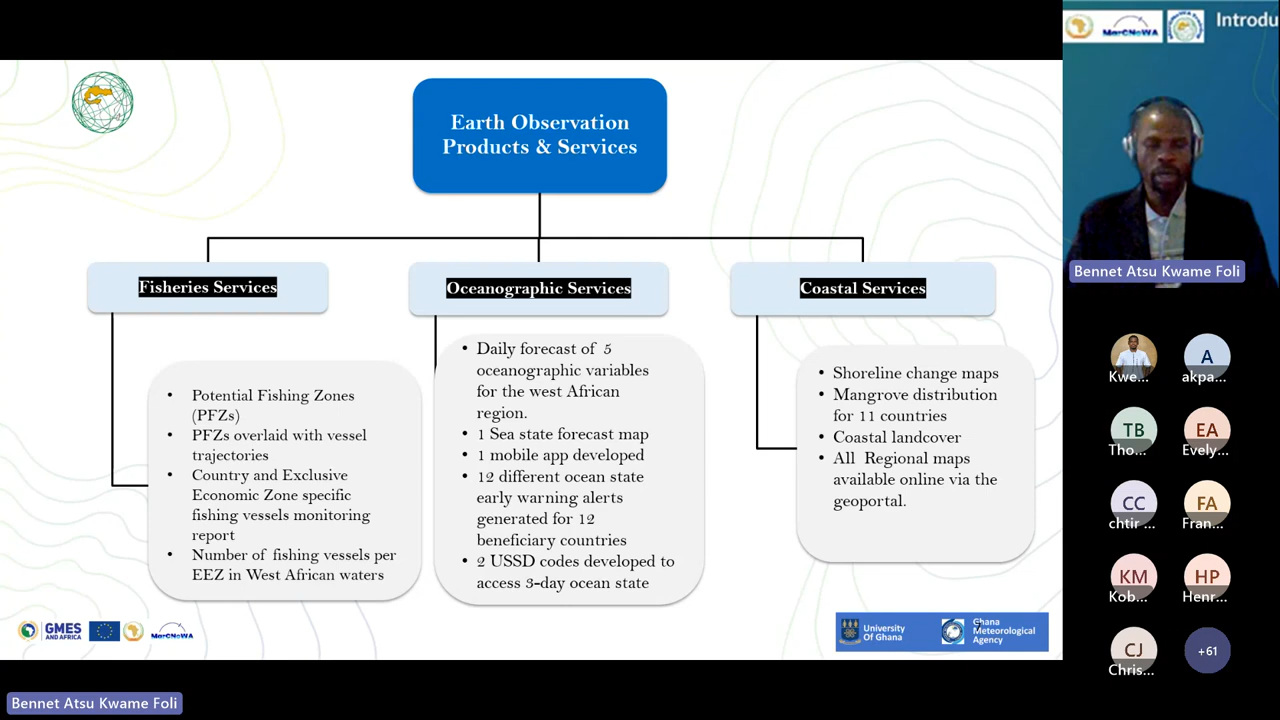 Earth Observation
Products & Services
Fisheries Services
Oceanographic Services
Coastal Services
• Potential Fishing Zones
(PFZs)
• PFZs overlaid with vessel
trajectories
• Country and Exclusive
Economic Zone specific
fishing vessels monitoring
report
• Number of fishing vessels per
EEZ in West African waters
• Daily forecast of 5
oceanographic variables
for the west African
region.
• 1 Sea state forecast map
• 1 mobile app developed
• 12 different ocean state
early warning alerts
generated for 12
beneficiary countries
• 2 USSD codes developed to
access 3-day ocean state
• Shoreline change maps
• Mangrove distribution
for 11 countries
• Coastal landcover
• All Regional maps
available online via the
geoportal.
GMES
AND AFRICA
MarCNoWA
University
Of Ghana
Ghana
Meteorological
Agency
Bennet Atsu Kwame Foli
MarCNoWA
Introdu
Bennet Atsu Kwame Foli
Kwe...
A
akpa...
TB
Tho...
EA
Evely...
CC
chtir ...
FA
Fran...
KM
Kob...
HP
Henr...
CJ
Chris...
+61